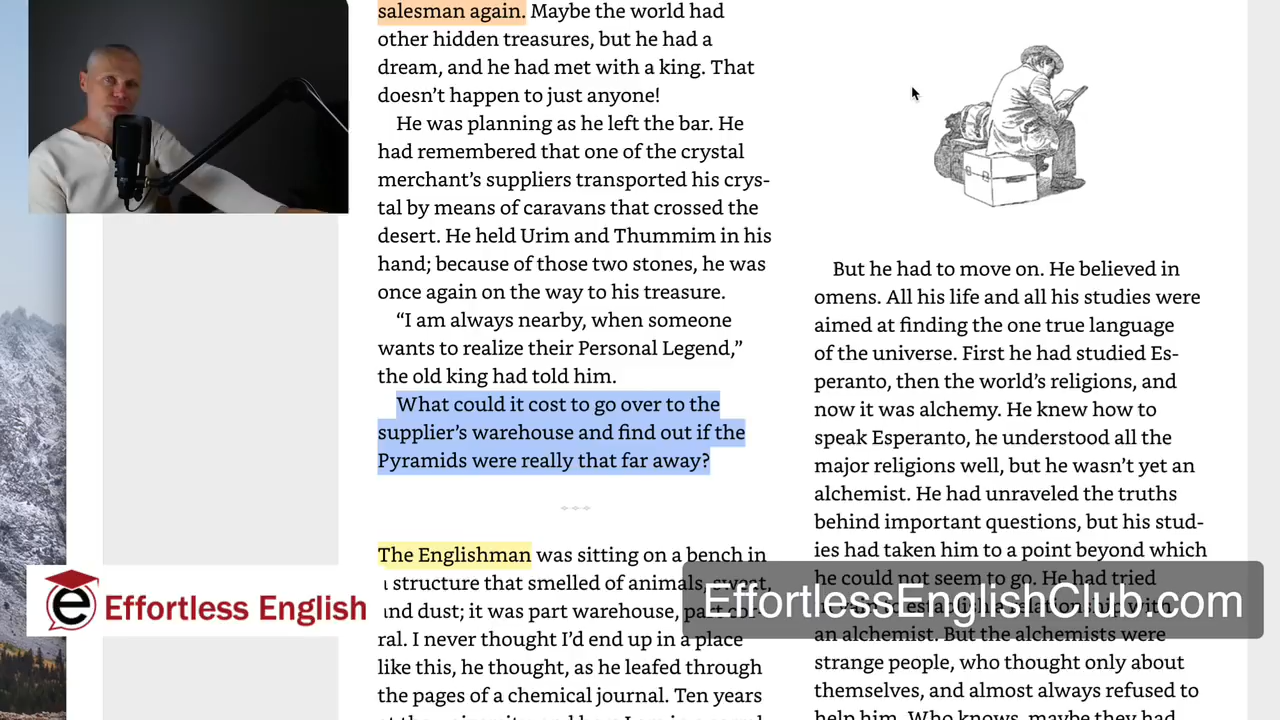 salesman again. Maybe the world had
other hidden treasures, but he had a
dream, and he had met with a king. That
doesn’t happen to just anyone!
He was planning as he left the bar. He
had remembered that one of the crystal
merchant’s suppliers transported his crys-
tal by means of caravans that crossed the
desert. He held Urim and Thummim in his
hand; because of those two stones, he was
once again on the way to his treasure.
“I am always nearby, when someone
wants to realize their Personal Legend,”
the old king had told him.
What could it cost to go over to the
supplier’s warehouse and find out if the
Pyramids were really that far away?
The Englishman was sitting on a bench in
a structure that smelled of animals, sweat,
and dust; it was part warehouse, part cor-
ral. I never thought I’d end up in a place
like this, he thought, as he leafed through
the pages of a chemical journal. Ten years
But he had to move on. He believed in
omens. All his life and all his studies were
aimed at finding the one true language
of the universe. First he had studied Es-
peranto, then the world’s religions, and
now it was alchemy. He knew how to
speak Esperanto, he understood all the
major religions well, but he wasn’t yet an
alchemist. He had unraveled the truths
behind important questions, but his stud-
ies had taken him to a point beyond which
he could not seem to go. He had tried
in vain to establish a relationship with
an alchemist. But the alchemists were
strange people, who thought only about
themselves, and almost always refused to
help him. Who knows, maybe they had
e Effortless English
EffortlessEnglishClub.com